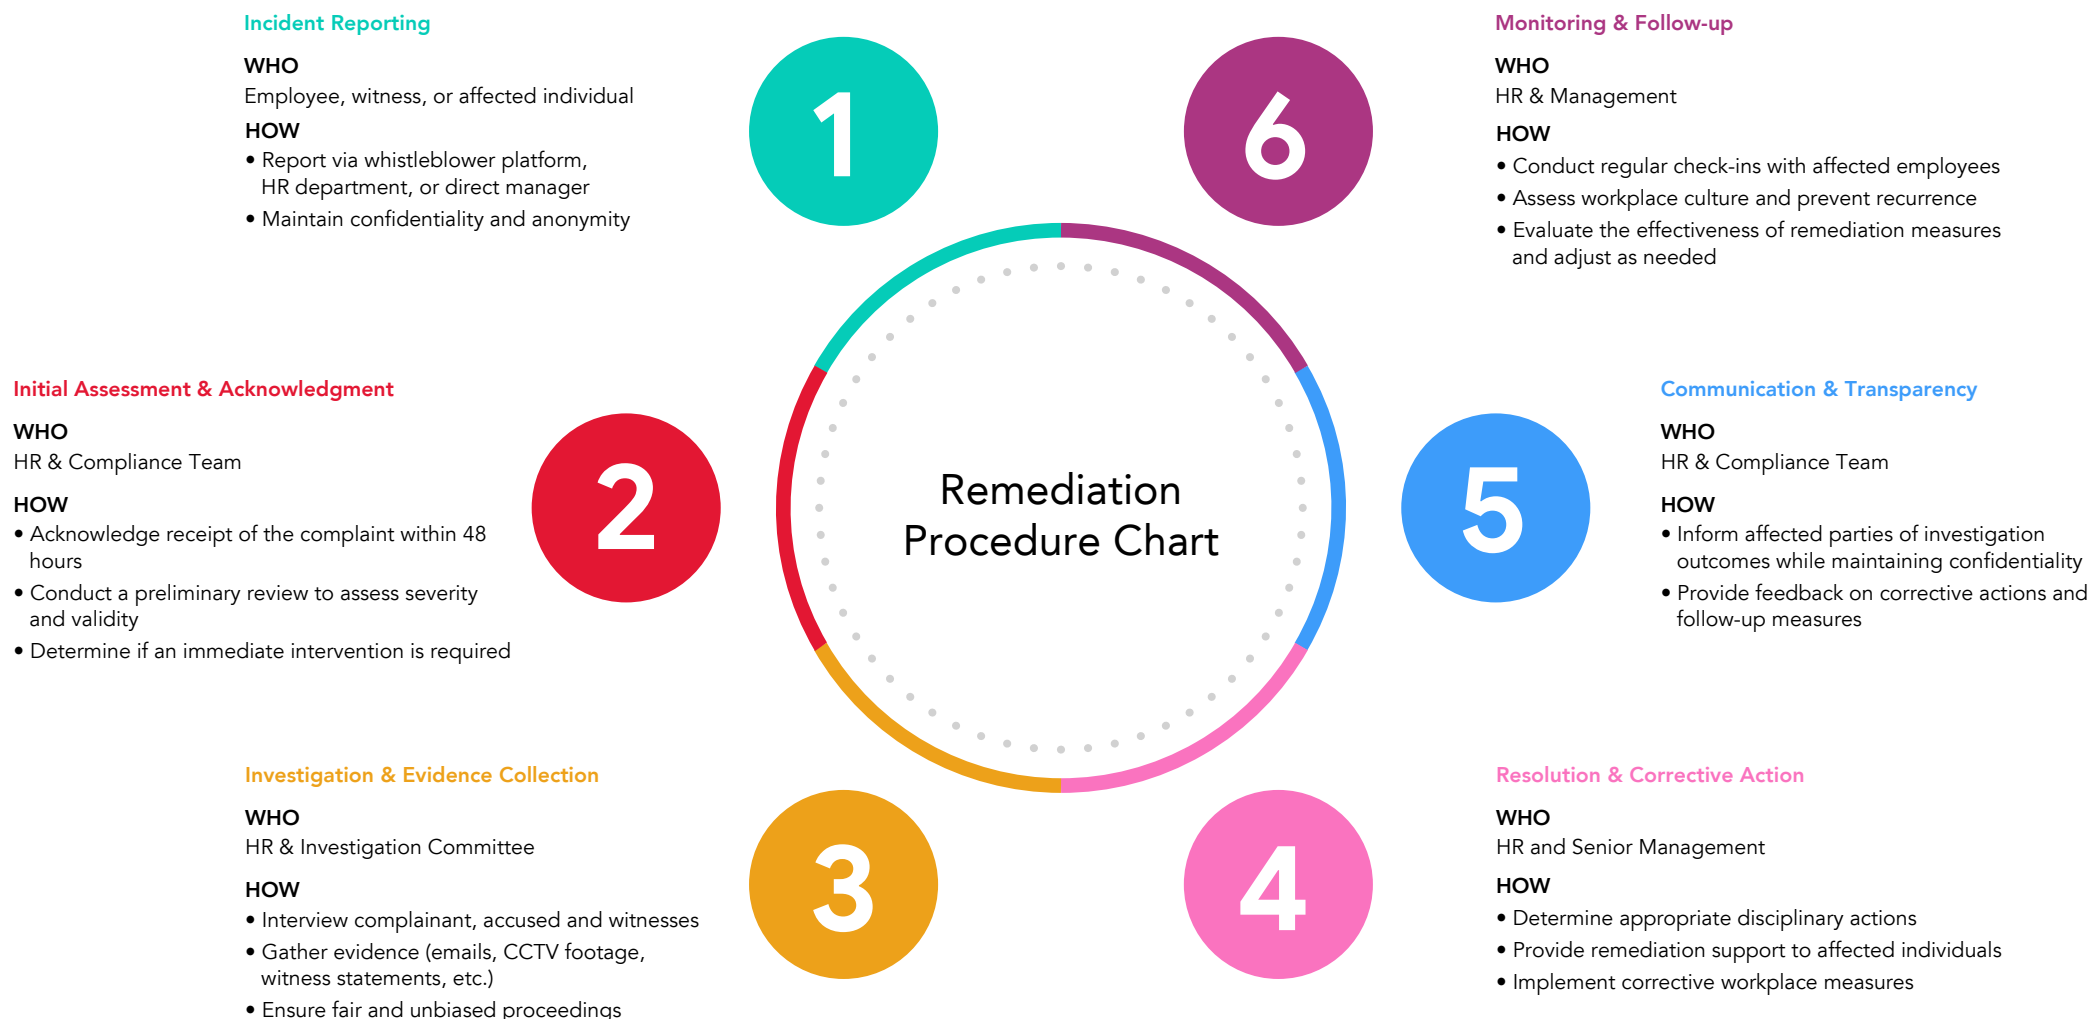 Incident Reporting
WHO
Employee, witness, or affected individual
HOW
• Report via whistleblower platform,
HR department, or direct manager
• Maintain confidentiality and anonymity
1
Initial Assessment & Acknowledgment
WHO
HR & Compliance Team
HOW
• Acknowledge receipt of the complaint within 48
hours
• Conduct a preliminary review to assess severity
and validity
• Determine if an immediate intervention is required
2
Investigation & Evidence Collection
WHO
HR & Investigation Committee
HOW
• Interview complainant, accused and witnesses
• Gather evidence (emails, CCTV footage,
witness statements, etc.)
• Ensure fair and unbiased proceedings
3
Remediation
Procedure Chart
4
Resolution & Corrective Action
WHO
HR and Senior Management
HOW
• Determine appropriate disciplinary actions
• Provide remediation support to affected individuals
• Implement corrective workplace measures
5
Communication & Transparency
WHO
HR & Compliance Team
HOW
• Inform affected parties of investigation
outcomes while maintaining confidentiality
• Provide feedback on corrective actions and
follow-up measures
6
Monitoring & Follow-up
WHO
HR & Management
HOW
• Conduct regular check-ins with affected employees
• Assess workplace culture and prevent recurrence
• Evaluate the effectiveness of remediation measures
and adjust as needed